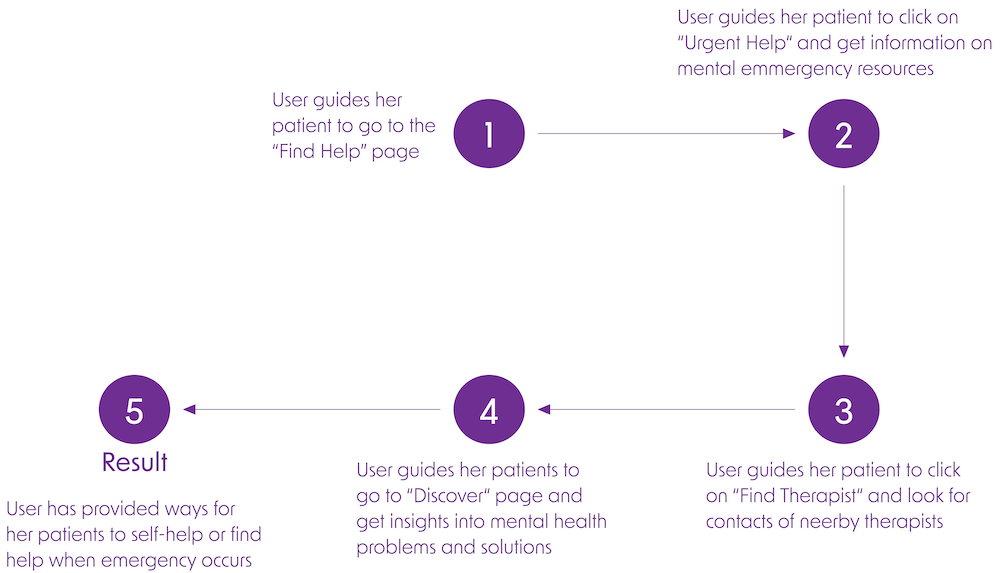 User guides her
patient to go to the
“Find Help” page
1
User guides her patient to click on
“Urgent Help“ and get information on
mental emmergency resources
2
3
User guides her patient to click
on “Find Therapist“ and look for
contacts of neerby therapists
4
User guides her patients to
go to “Discover“ page and
get insights into mental health
problems and solutions
5
Result
User has provided ways for
her patients to self-help or find
help when emergency occurs